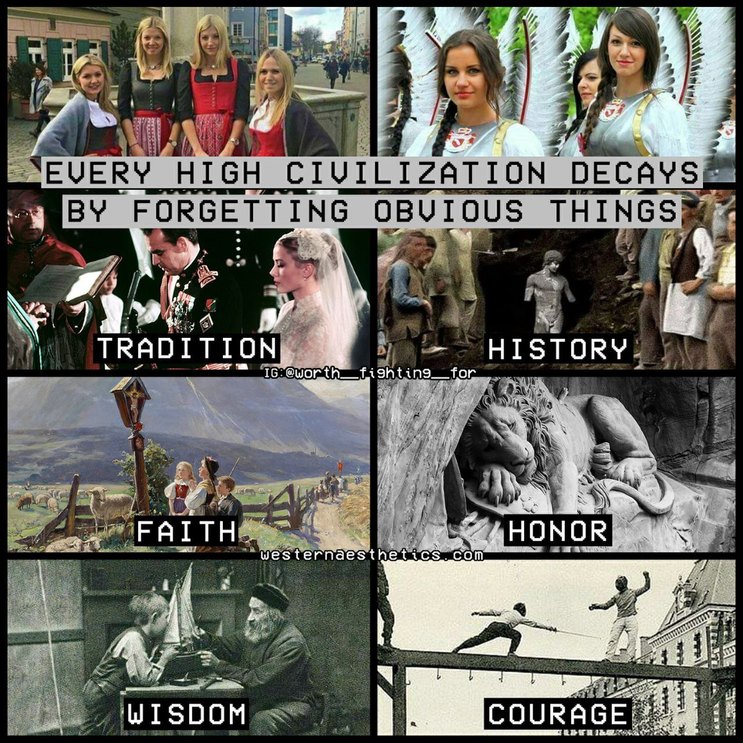 EVERY HIGH CIVILIZATION DECAYS
BY FORGETTING OBVIOUS THINGS
TRADITION
HISTORY
IG:@worth__fighting__for
FAITH
HONOR
westernaesthetics.com
WISDOM
COURAGE